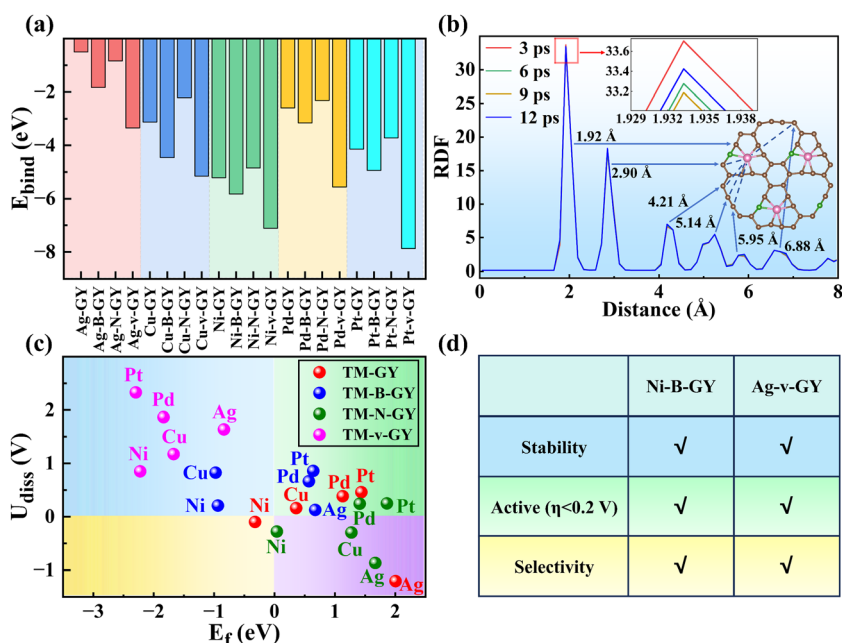 (a)
E_bind (eV)
0
−2
−4
−6
−8
Ag-GY
Ag-B-GY
Ag-N-GY
Ag-v-GY
Cu-GY
Cu-B-GY
Cu-N-GY
Cu-v-GY
Ni-GY
Ni-B-GY
Ni-N-GY
Ni-v-GY
Pd-GY
Pd-B-GY
Pd-N-GY
Pd-v-GY
Pt-GY
Pt-B-GY
Pt-N-GY
Pt-v-GY
(b)
RDF
35
30
25
20
15
10
5
0
3 ps
6 ps
9 ps
12 ps
33.6
33.4
33.2
1.929 1.932 1.935 1.938
1.92 Å
2.90 Å
4.21 Å
5.14 Å
5.95 Å
6.88 Å
0 2 4 6 8
Distance (Å)
(c)
U_diss (V)
2
1
0
−1
TM-GY
TM-B-GY
TM-N-GY
TM-v-GY
Pt
Pd
Ag
Cu
Ni
Cu
Ni
Pt
Pd
Ag
Ni
Cu
Pd
Pt
Pd
Pt
Ni
Cu
Ag
Ag
−3 −2 −1 0 1 2
E_f (eV)
(d)
Ni-B-GY Ag-v-GY
Stability √ √
Active (η<0.2 V) √ √
Selectivity √ √